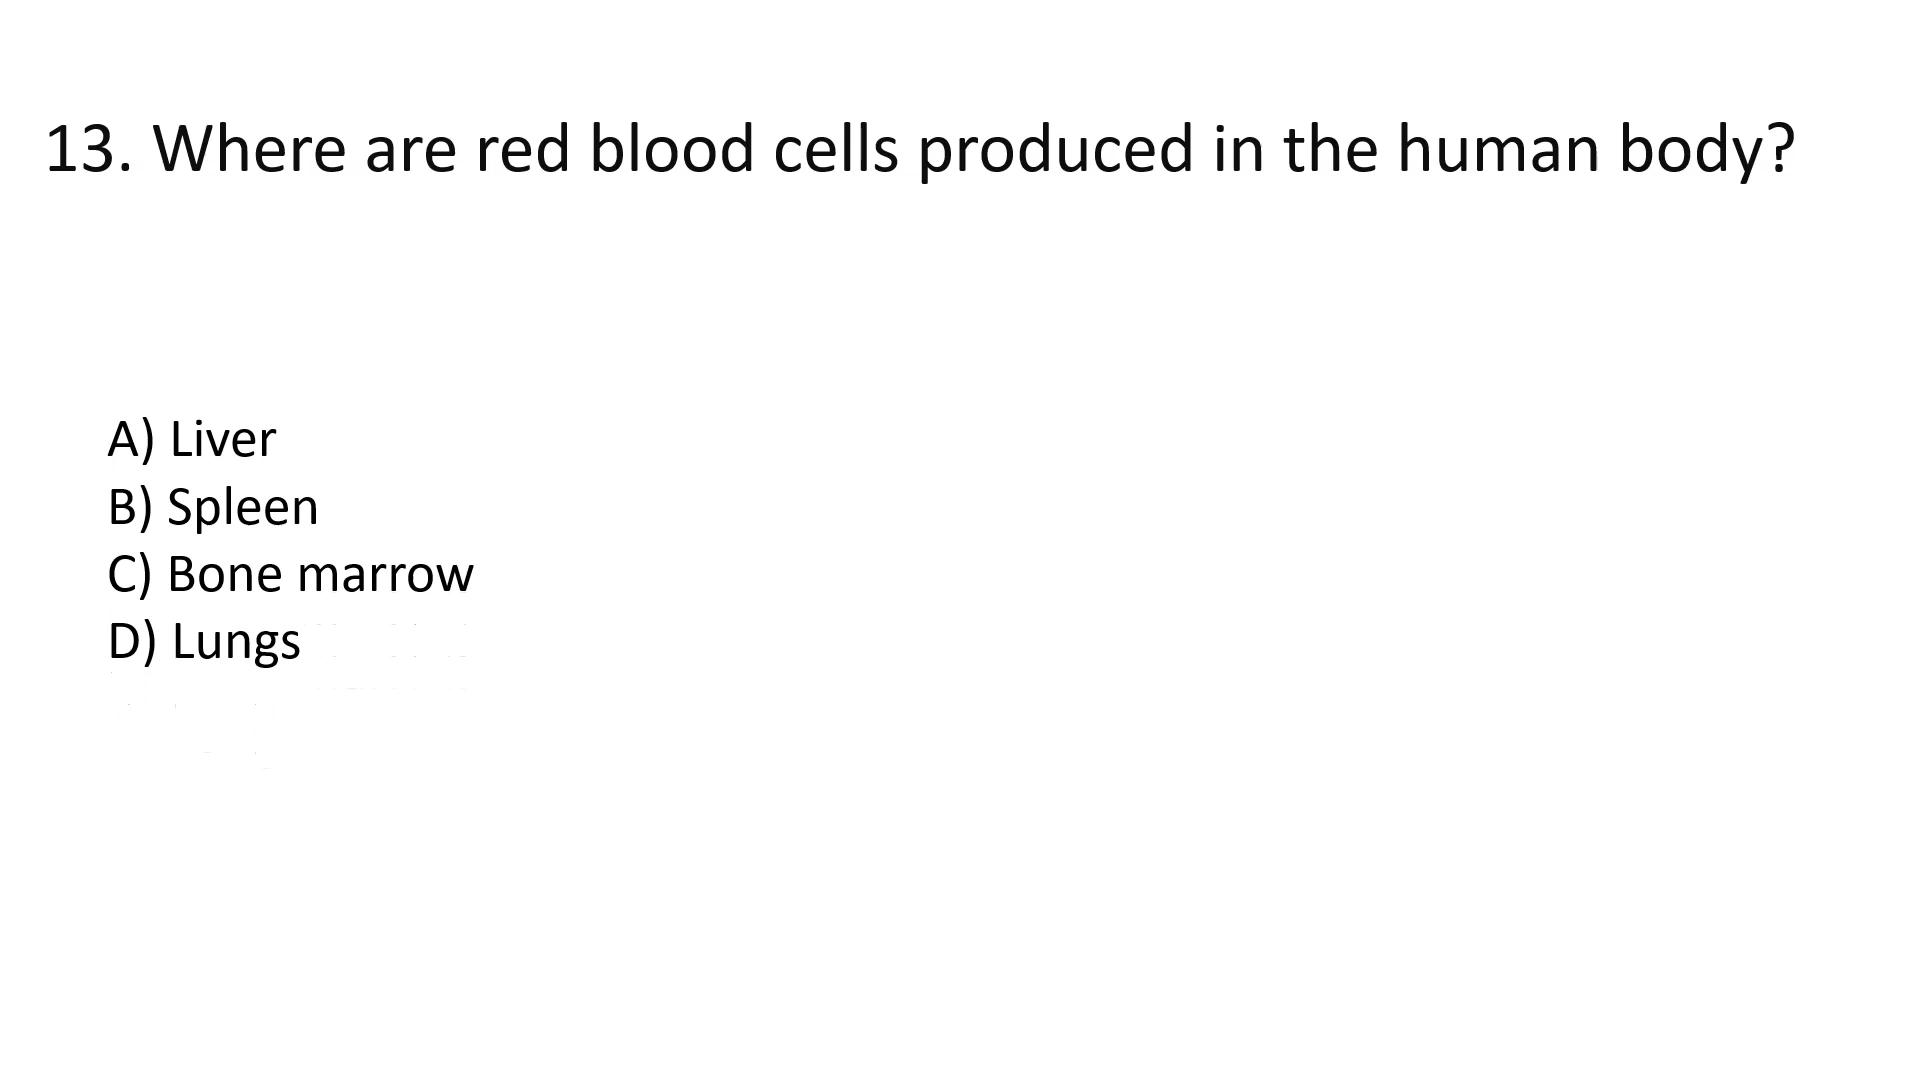 13. Where are red blood cells produced in the human body?
A) Liver
B) Spleen
C) Bone marrow
D) Lungs